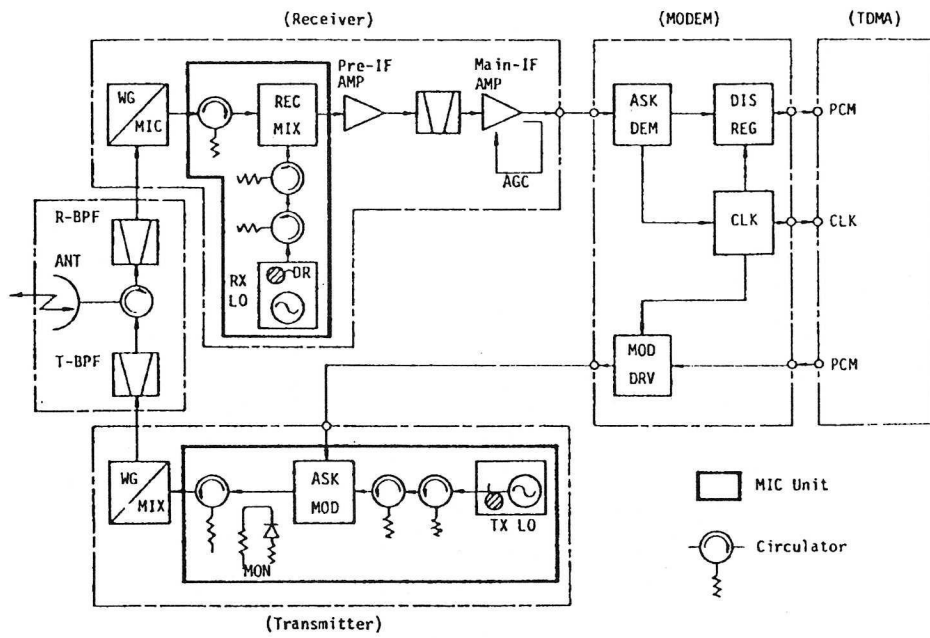 (Receiver)
(MODEM)
(TDMA)
WG
MIC
REC
MIX
Pre-IF
AMP
Main-IF
AMP
AGC
ASK
DEM
DIS
REG
PCM
CLK
CLK
R-BPF
ANT
T-BPF
RX
LO
DR
MOD
DRV
PCM
WG
MIX
MON
ASK
MOD
TX LO
MIC Unit
Circulator
(Transmitter)